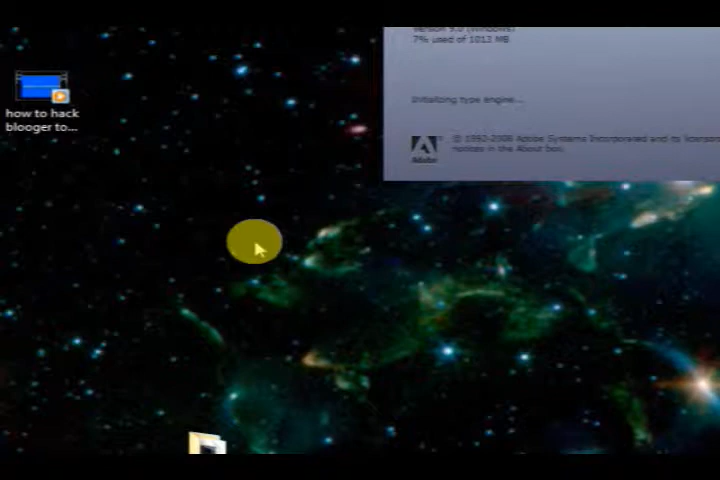 how to hack
blooger to...
Version 9.0 (Windows)
7% used of 1013 MB
Initializing type engine...
© 1992-2008 Adobe Systems Incorporated and its licensors
notices in the About box.
Adobe